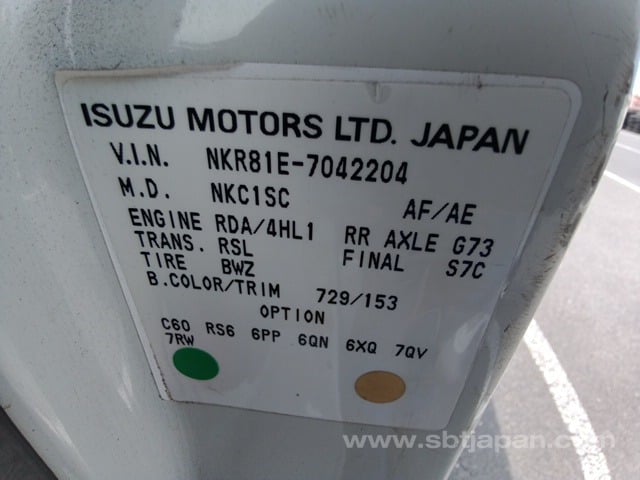 ISUZU MOTORS LTD. JAPAN
V.I.N. NKR81E-7042204
M.D. NKC1SC AF/AE
ENGINE RDA/4HL1 RR AXLE G73
TRANS. RSL FINAL S7C
TIRE BWZ
B.COLOR/TRIM 729/153
OPTION
C60 RS6 6PP 6QN 6XQ 7QV
7RW
www.sbtjapan.com